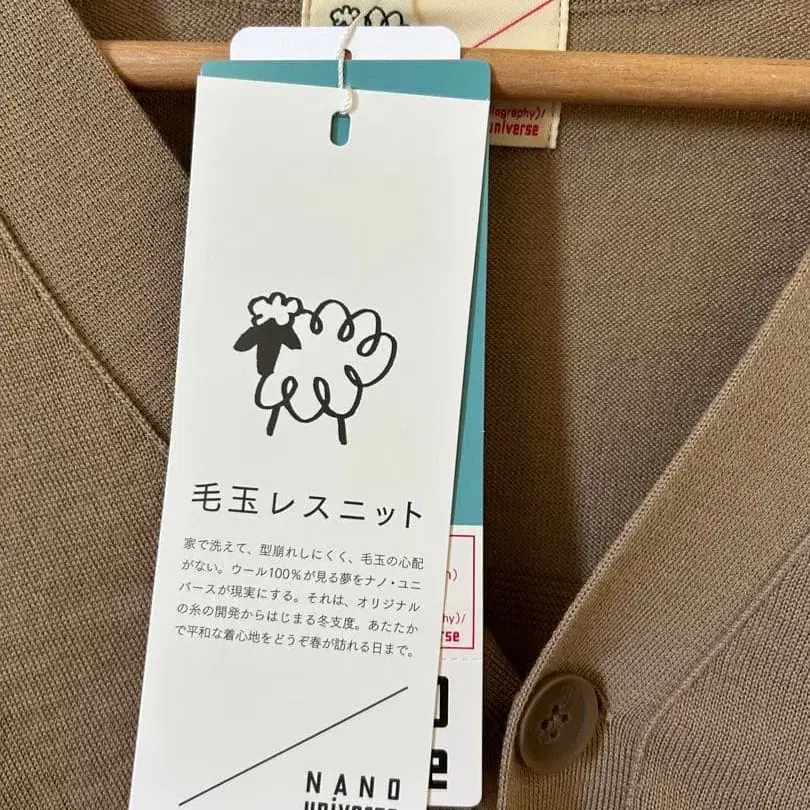 lography)/
universe
毛玉レスニット
家で洗えて、型崩れしにくく、毛玉の心配
がない。ウール100%が見る夢をナノ・ユニ
バースが現実にする。それは、オリジナル
の糸の開発からはじまる冬支度。あたたか
で平和な着心地をどうぞ春が訪れる日まで。
hy)/
rse
NANO
universe